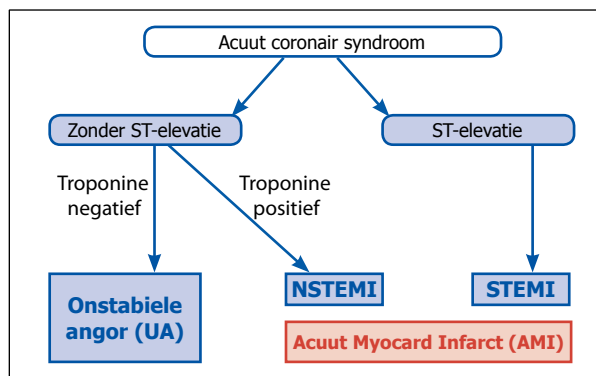 Acuut coronair syndroom
Zonder ST-elevatie
ST-elevatie
Troponine
negatief
Troponine
positief
Onstabiele
angor (UA)
NSTEMI
STEMI
Acuut Myocard Infarct (AMI)